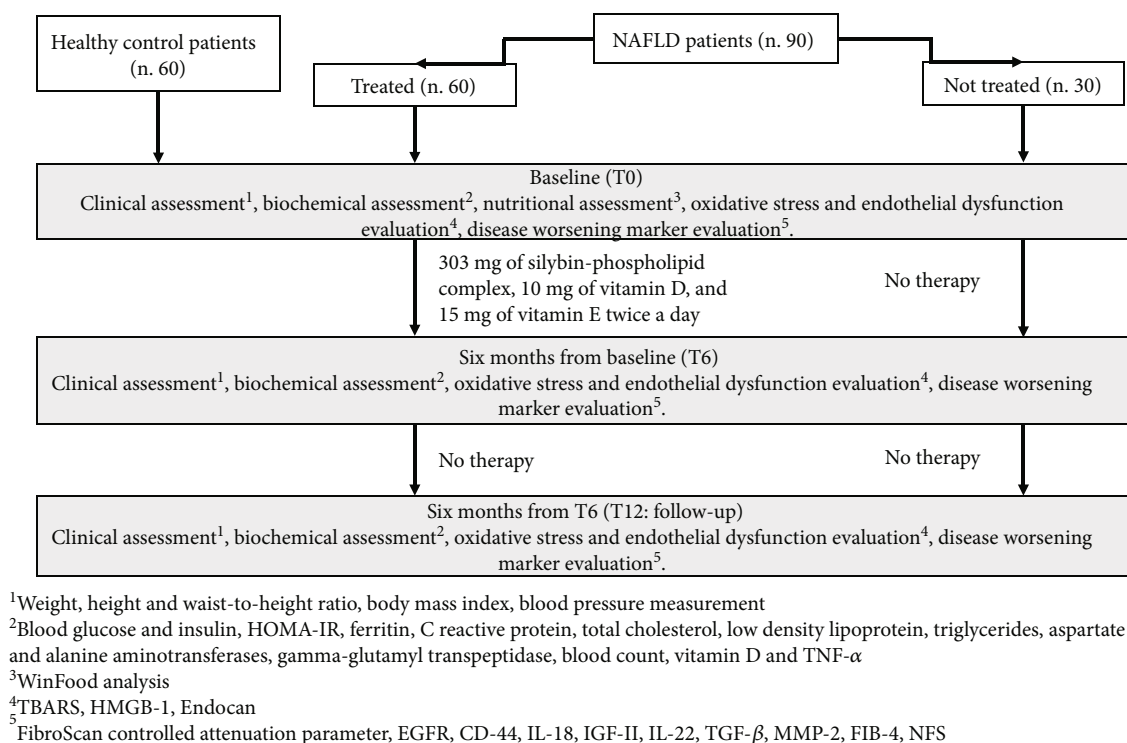 Healthy control patients
(n. 60)
NAFLD patients (n. 90)
Treated (n. 60)
Not treated (n. 30)
Baseline (T0)
Clinical assessment¹, biochemical assessment², nutritional assessment³, oxidative stress and endothelial dysfunction
evaluation⁴, disease worsening marker evaluation⁵.
303 mg of silybin-phospholipid
complex, 10 mg of vitamin D, and
15 mg of vitamin E twice a day
No therapy
Six months from baseline (T6)
Clinical assessment¹, biochemical assessment², oxidative stress and endothelial dysfunction evaluation⁴, disease worsening
marker evaluation⁵.
No therapy
No therapy
Six months from T6 (T12: follow-up)
Clinical assessment¹, biochemical assessment², oxidative stress and endothelial dysfunction evaluation⁴, disease worsening
marker evaluation⁵.
¹Weight, height and waist-to-height ratio, body mass index, blood pressure measurement
²Blood glucose and insulin, HOMA-IR, ferritin, C reactive protein, total cholesterol, low density lipoprotein, triglycerides, aspartate
and alanine aminotransferases, gamma-glutamyl transpeptidase, blood count, vitamin D and TNF-α
³WinFood analysis
⁴TBARS, HMGB-1, Endocan
⁵FibroScan controlled attenuation parameter, EGFR, CD-44, IL-18, IGF-II, IL-22, TGF-β, MMP-2, FIB-4, NFS